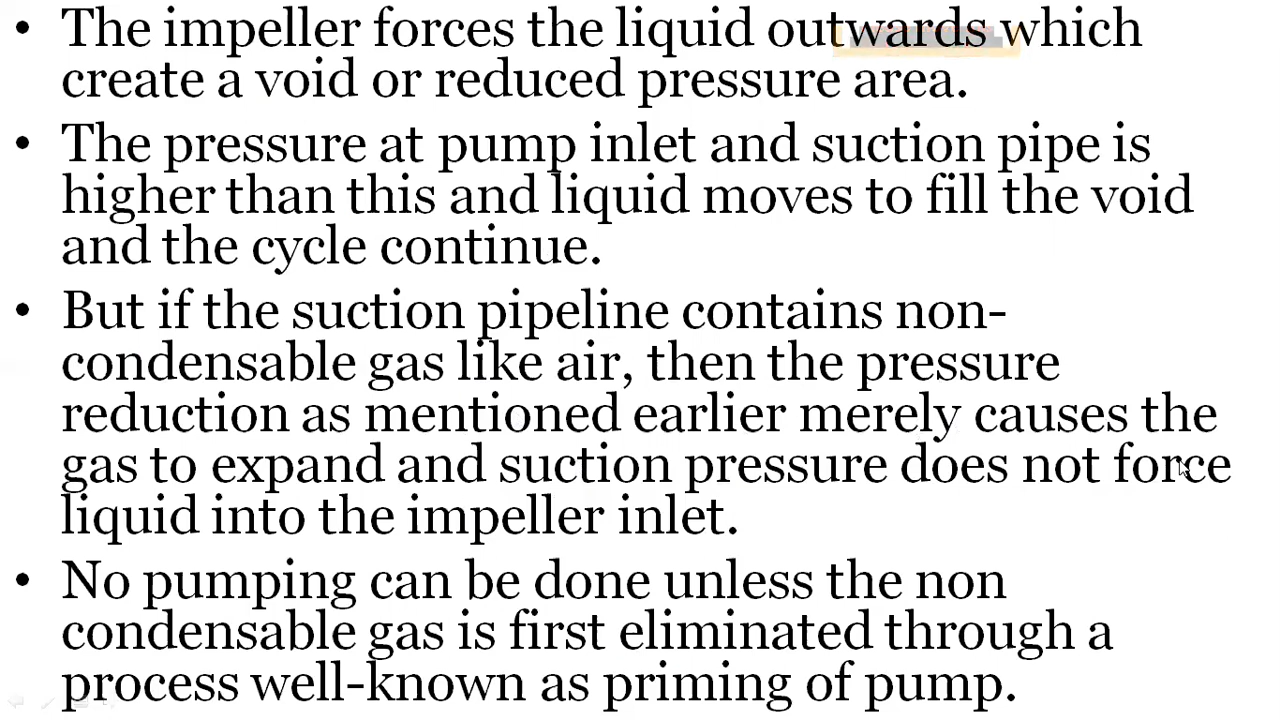 • The impeller forces the liquid outwards which
create a void or reduced pressure area.
• The pressure at pump inlet and suction pipe is
higher than this and liquid moves to fill the void
and the cycle continue.
• But if the suction pipeline contains non-
condensable gas like air, then the pressure
reduction as mentioned earlier merely causes the
gas to expand and suction pressure does not force
liquid into the impeller inlet.
• No pumping can be done unless the non
condensable gas is first eliminated through a
process well-known as priming of pump.